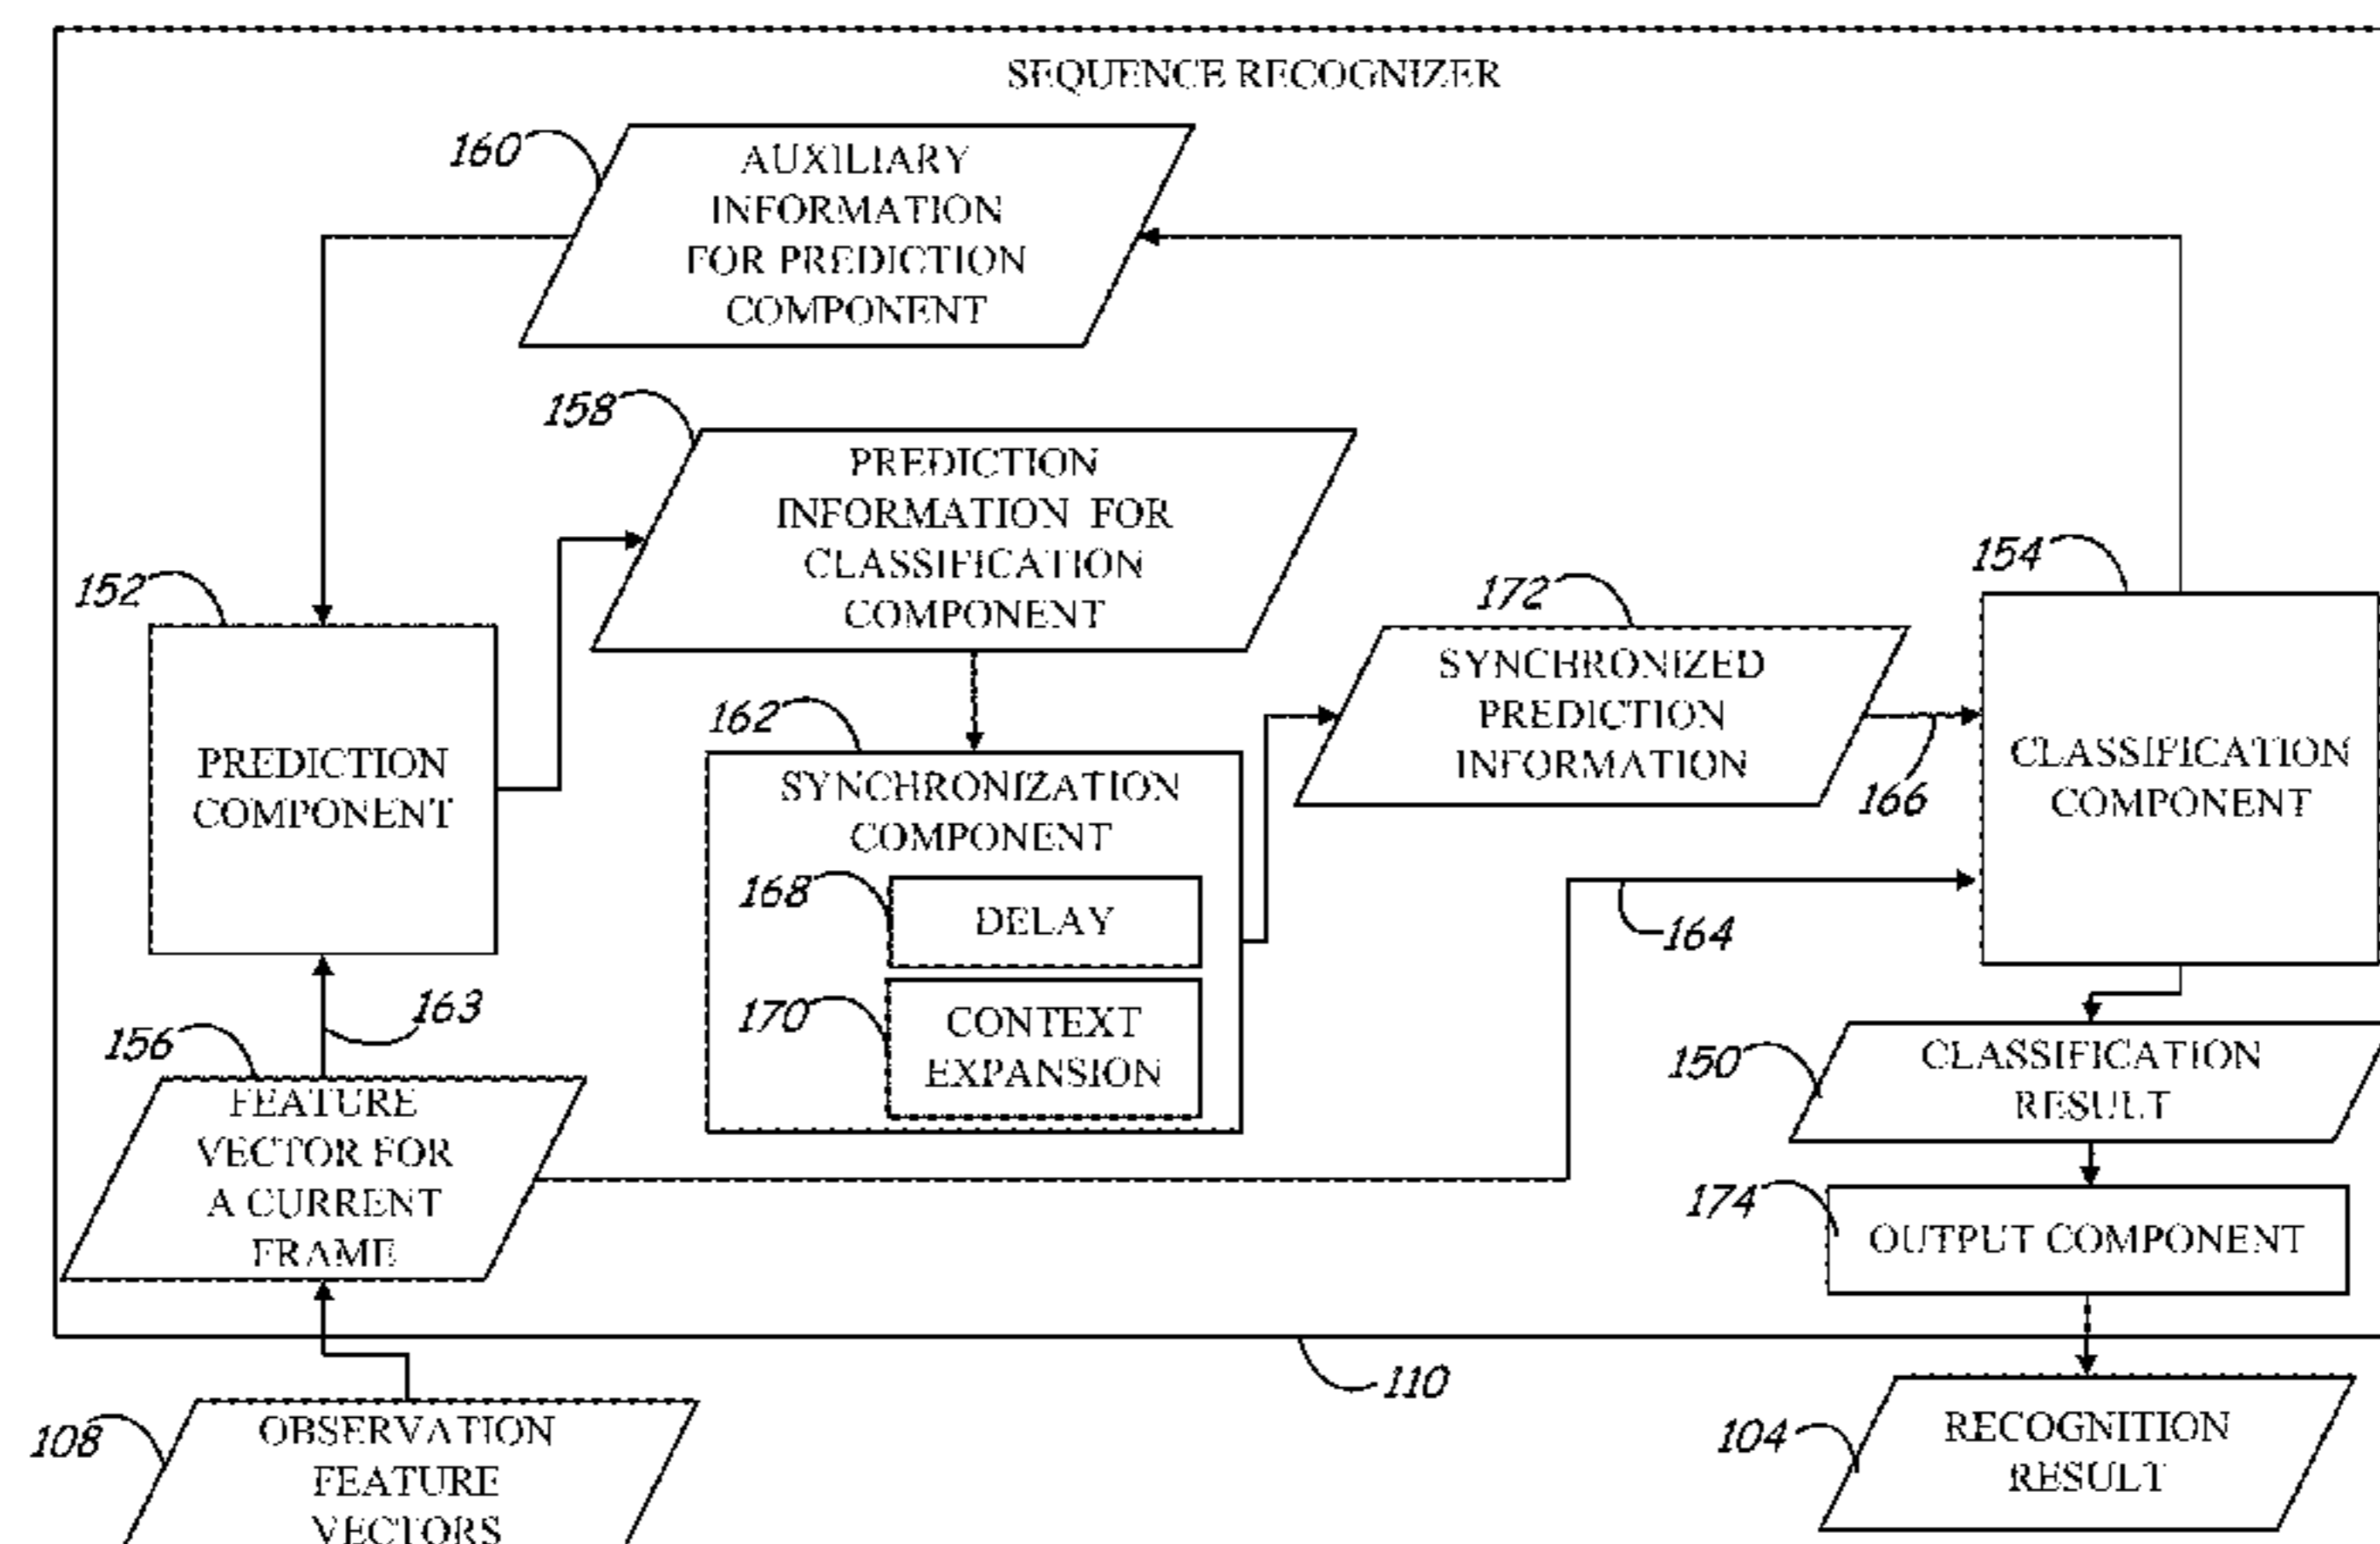 SEQUENCE RECOGNIZER
160
AUXILIARY
INFORMATION
FOR PREDICTION
COMPONENT
158
PREDICTION
INFORMATION FOR
CLASSIFICATION
COMPONENT
152
PREDICTION
COMPONENT
162
SYNCHRONIZATION
COMPONENT
168
DELAY
170
CONTEXT
EXPANSION
172
SYNCHRONIZED
PREDICTION
INFORMATION
166
154
CLASSIFICATION
COMPONENT
164
163
156
FEATURE
VECTOR FOR
A CURRENT
FRAME
150
CLASSIFICATION
RESULT
174
OUTPUT COMPONENT
110
108
OBSERVATION
FEATURE
VECTORS
104
RECOGNITION
RESULT